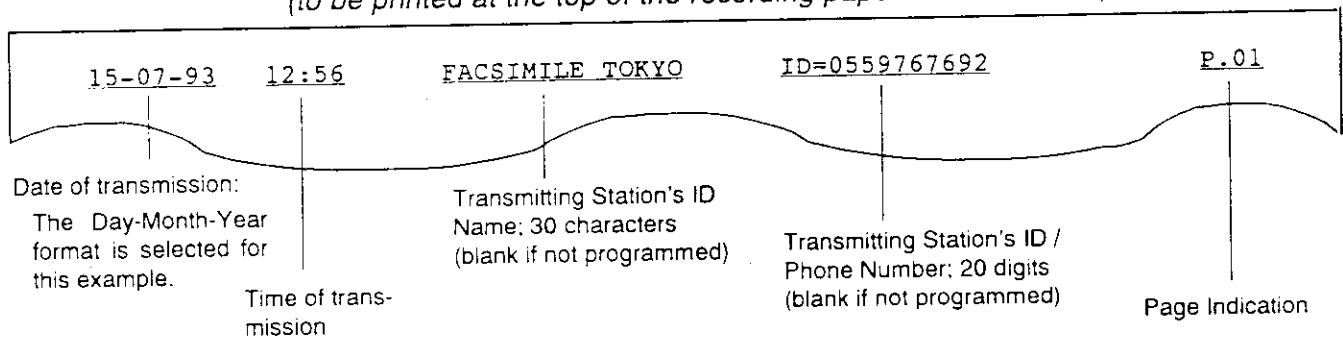 (to be printed at the top of the recording pap
15-07-93 12:56 FACSIMILE TOKYO ID=0559767692 P.01
Date of transmission:
The Day-Month-Year
format is selected for
this example.
Time of trans-
mission
Transmitting Station's ID
Name; 30 characters
(blank if not programmed)
Transmitting Station's ID /
Phone Number; 20 digits
(blank if not programmed)
Page Indication